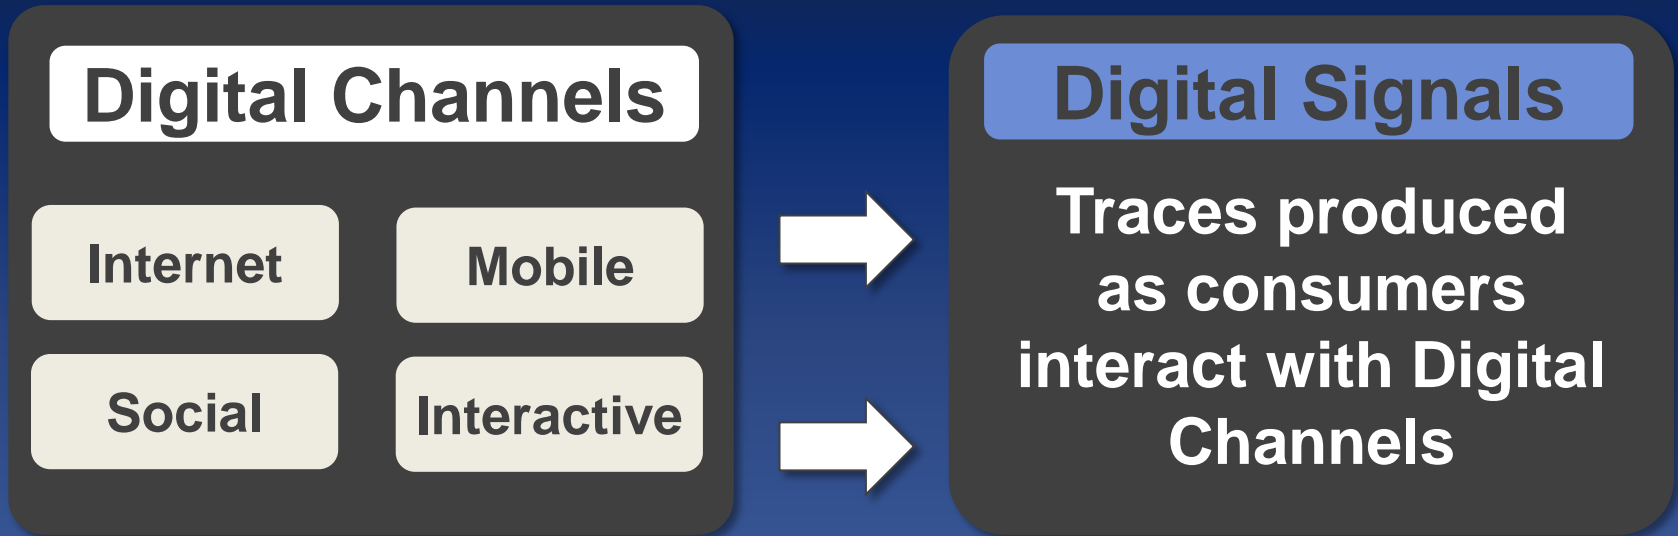 Digital Channels
Internet
Mobile
Social
Interactive
Digital Signals
Traces produced
as consumers
interact with Digital
Channels